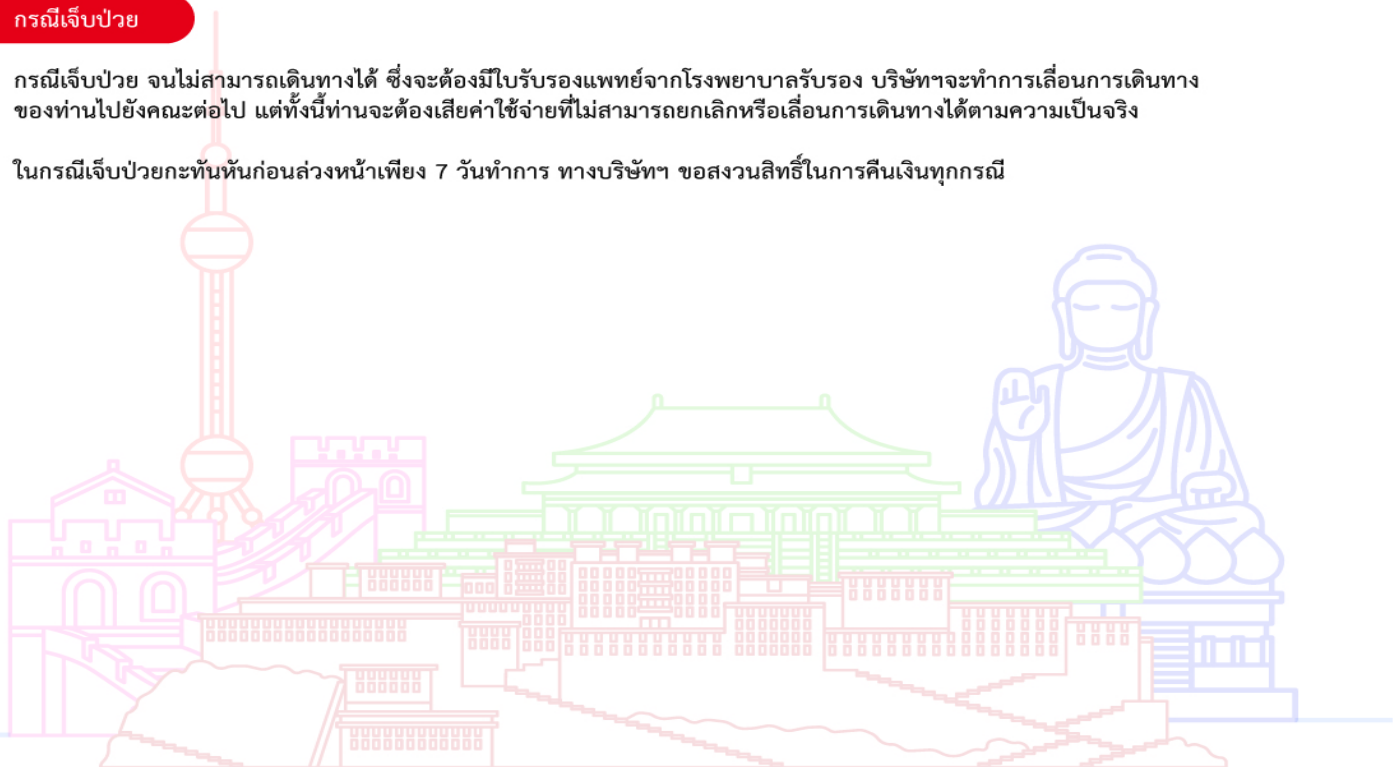 กรณีเจ็บป่วย
กรณีเจ็บป่วย จนไม่สามารถเดินทางได้ ซึ่งจะต้องมีใบรับรองแพทย์จากโรงพยาบาลรับรอง บริษัทฯจะทำการเลื่อนการเดินทาง
ของท่านไปยังคณะต่อไป แต่ทั้งนี้ท่านจะต้องเสียค่าใช้จ่ายที่ไม่สามารถยกเลิกหรือเลื่อนการเดินทางได้ตามความเป็นจริง
ในกรณีเจ็บป่วยกะทันหันก่อนล่วงหน้าเพียง 7 วันทำการ ทางบริษัทฯ ขอสงวนสิทธิ์ในการคืนเงินทุกกรณี